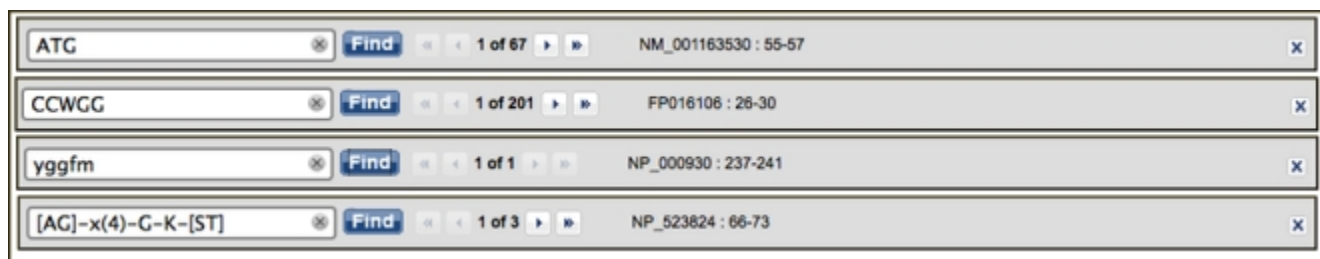 ATG Find « ‹ 1 of 67 › » NM_001163530 : 55-57 x
CCWGG Find « ‹ 1 of 201 › » FP016106 : 26-30 x
yggfm Find « ‹ 1 of 1 › » NP_000930 : 237-241 x
[AG]-x(4)-G-K-[ST] Find « ‹ 1 of 3 › » NP_523824 : 66-73 x